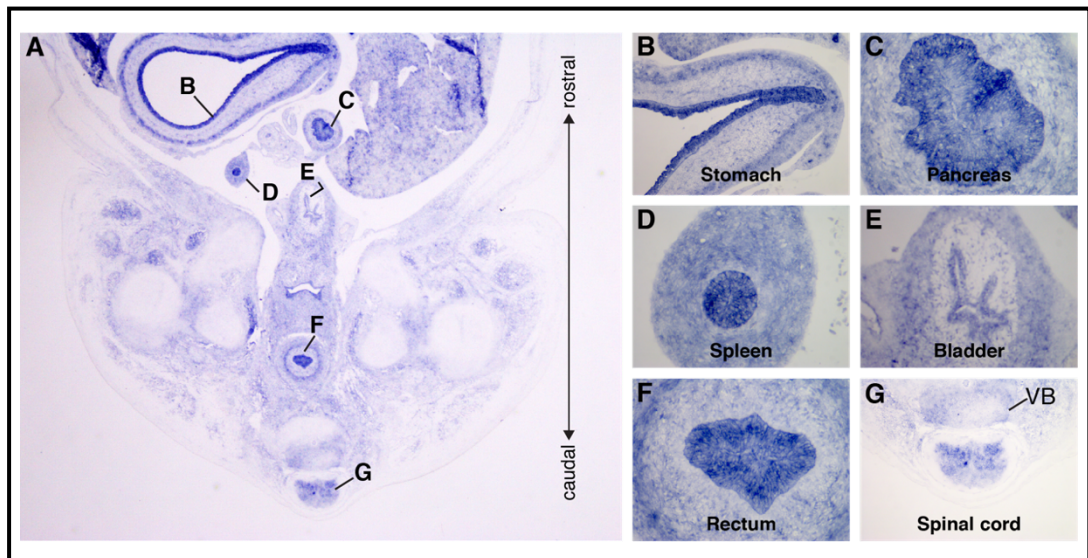 A
B
C
D
E
F
G
rostral
caudal
B
Stomach
C
Pancreas
D
Spleen
E
Bladder
F
Rectum
G
VB
Spinal cord